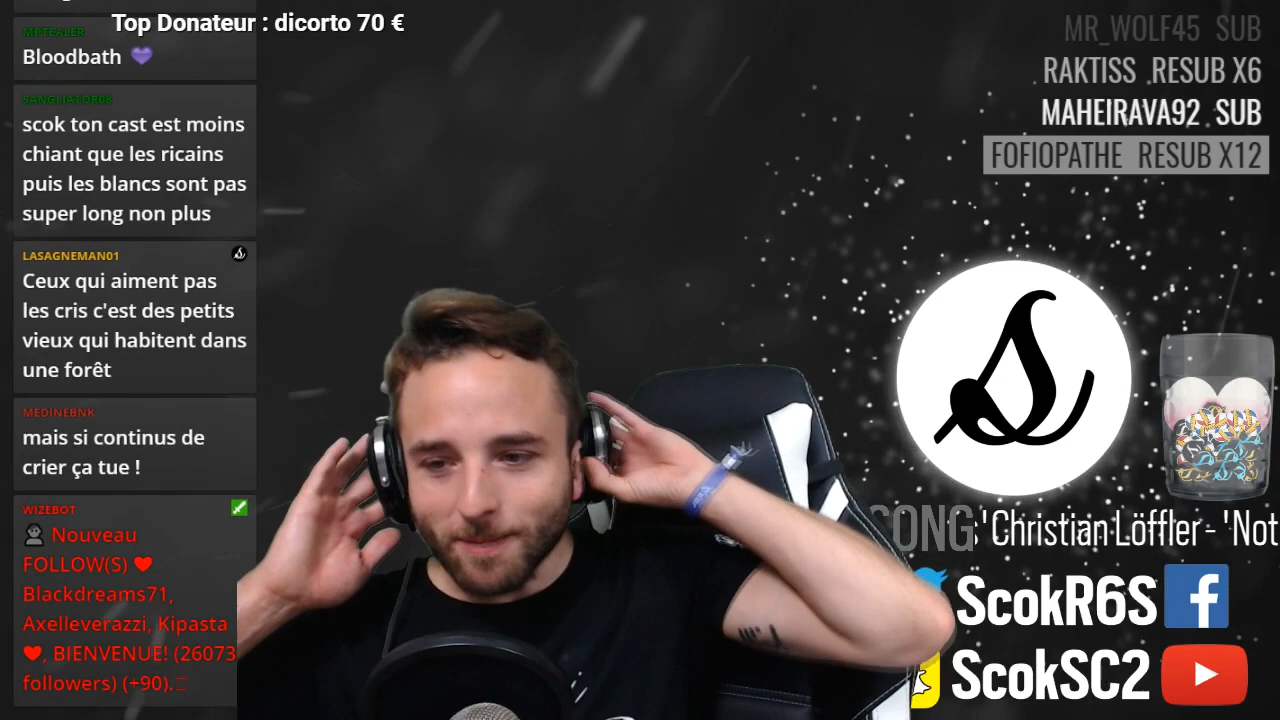 Top Donateur : dicorto 70 €
MRTEALER
Bloodbath
SANGLIATOR08
scok ton cast est moins
chiant que les ricains
puis les blancs sont pas
super long non plus
LASAGNEMAN01
Ceux qui aiment pas
les cris c'est des petits
vieux qui habitent dans
une forêt
MEDINEBNK
mais si continus de
crier ça tue !
WIZEBOT
Nouveau
FOLLOW(S)
Blackdreams71,
Axelleverazzi, Kipasta
, BIENVENUE! (26073
followers) (+90).
MR_WOLF45 SUB
RAKTISS RESUB X6
MAHEIRAVA92 SUB
FOFIOPATHE RESUB X12
SONG 'Christian Löffler - 'Not
ScokR6S
ScokSC2